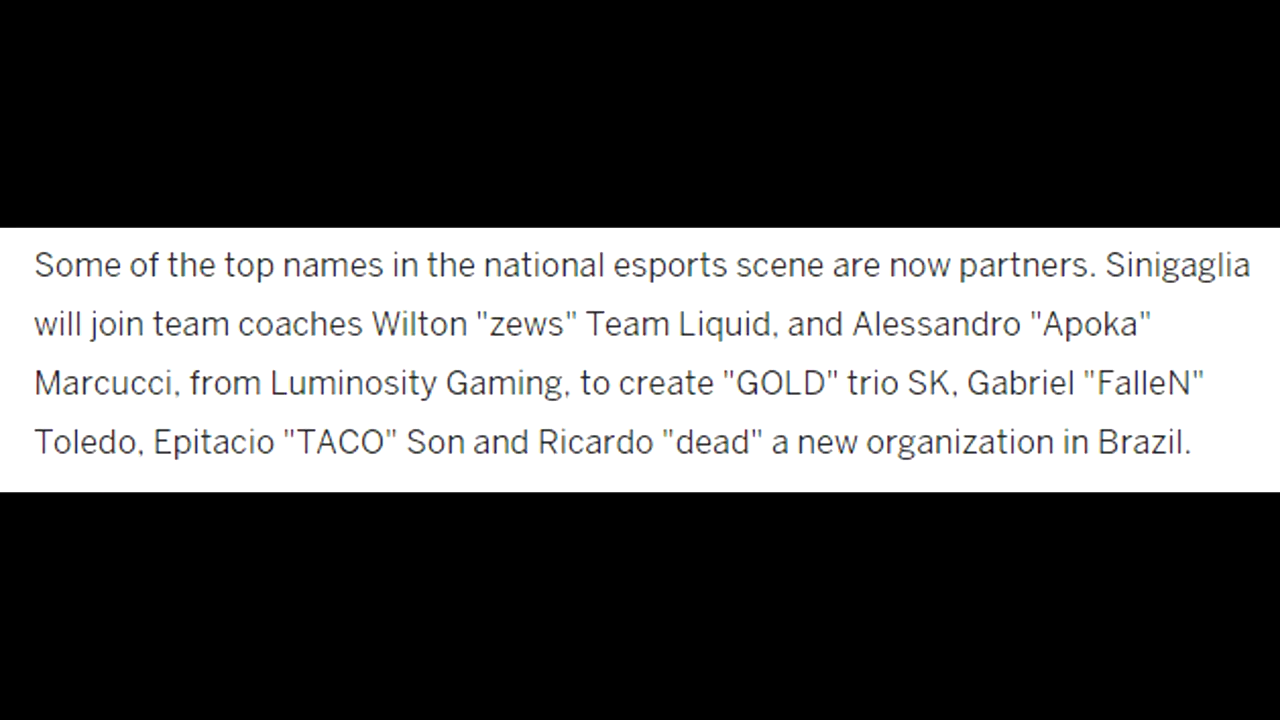 Some of the top names in the national esports scene are now partners. Sinigaglia
will join team coaches Wilton "zews" Team Liquid, and Alessandro "Apoka"
Marcucci, from Luminosity Gaming, to create "GOLD" trio SK, Gabriel "FalleN"
Toledo, Epitacio "TACO" Son and Ricardo "dead" a new organization in Brazil.